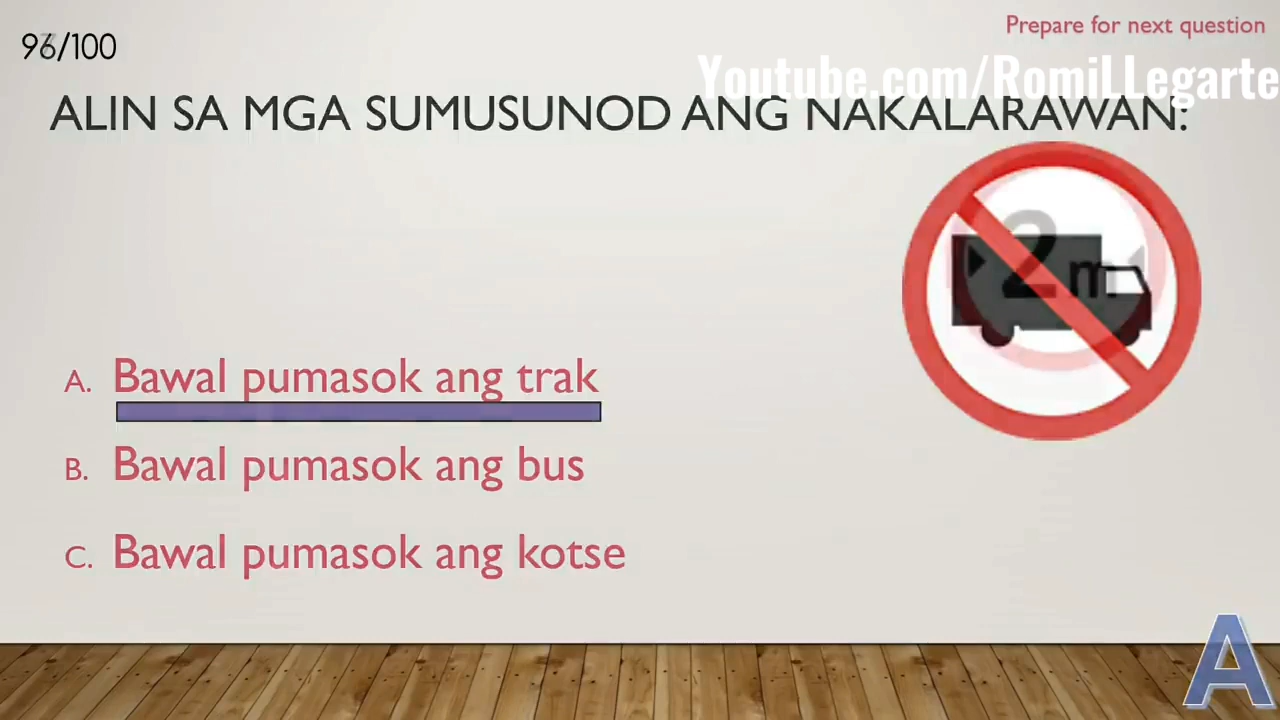 96/100
Prepare for next question
Youtube.com/RomiLLegarte
ALIN SA MGA SUMUSUNOD ANG NAKALARAWAN:
2m
A. Bawal pumasok ang trak
B. Bawal pumasok ang bus
C. Bawal pumasok ang kotse
A